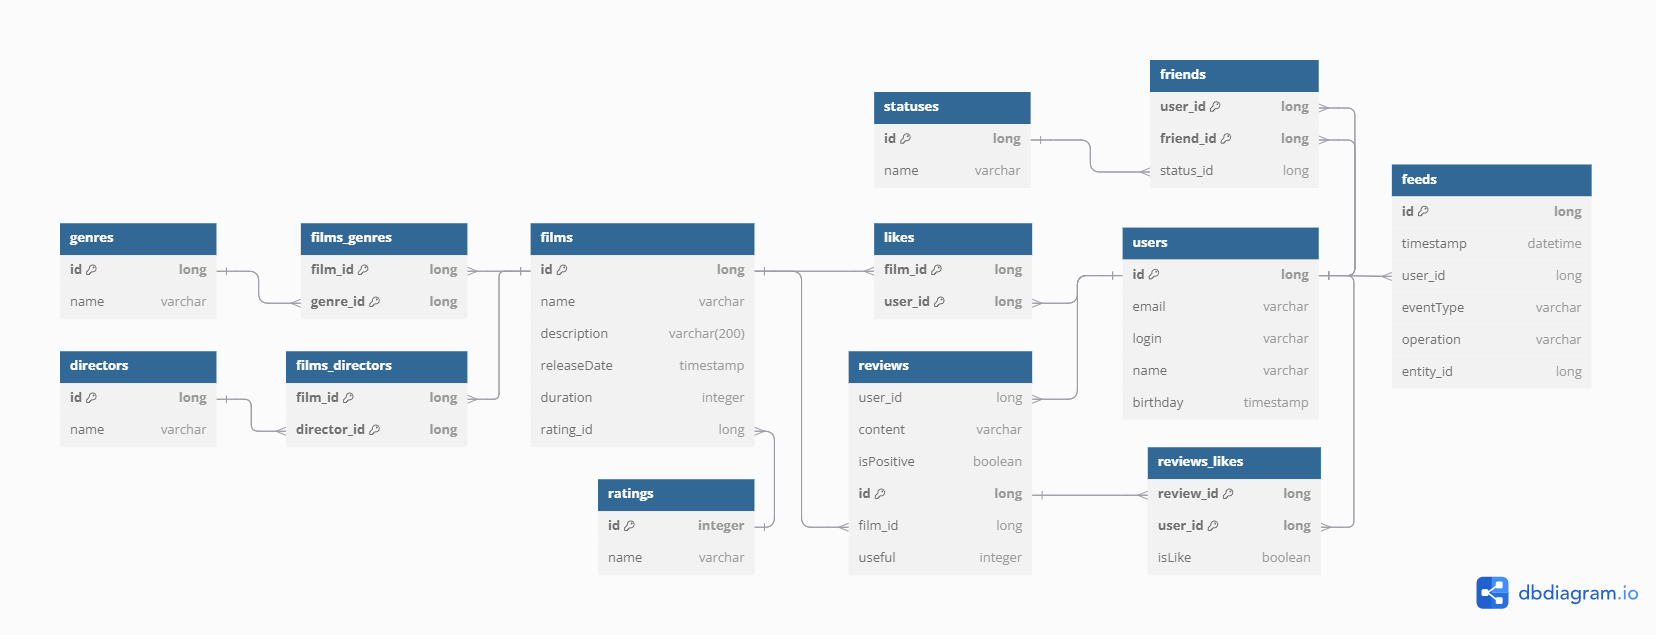 friends
user_id long
friend_id long
status_id long
statuses
id long
name varchar
feeds
id long
timestamp datetime
user_id long
eventType varchar
operation varchar
entity_id long
genres
id long
name varchar
films_genres
film_id long
genre_id long
films
id long
name varchar
description varchar(200)
releaseDate timestamp
duration integer
rating_id long
likes
film_id long
user_id long
users
id long
email varchar
login varchar
name varchar
birthday timestamp
directors
id long
name varchar
films_directors
film_id long
director_id long
reviews
user_id long
content varchar
isPositive boolean
id long
film_id long
useful integer
ratings
id integer
name varchar
reviews_likes
review_id long
user_id long
isLike boolean
dbdiagram.io